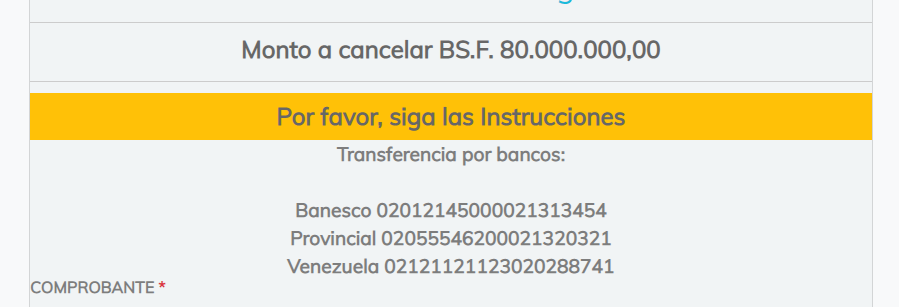 Monto a cancelar BS.F. 80.000.000,00
Por favor, siga las Instrucciones
Transferencia por bancos:
Banesco 02012145000021313454
Provincial 02055546200021320321
Venezuela 02121121123020288741
COMPROBANTE *